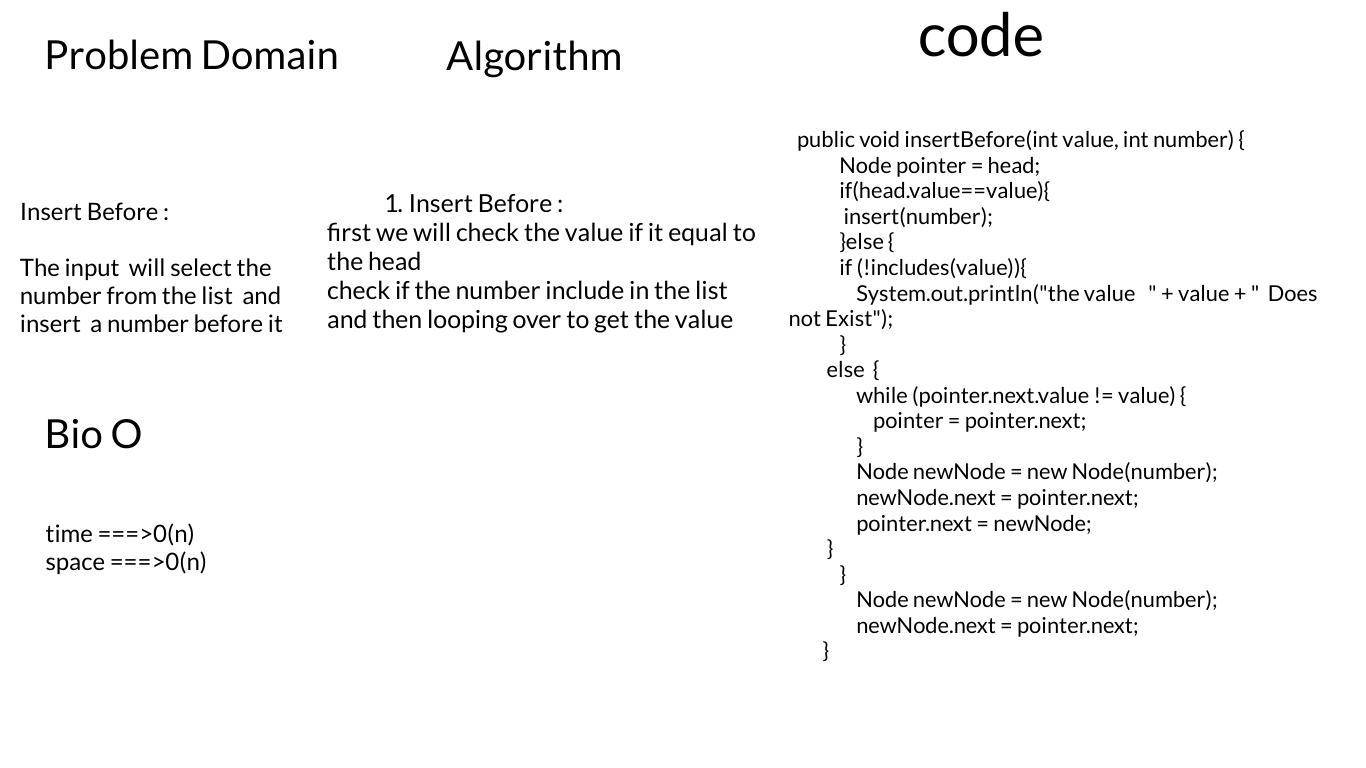 Problem Domain
Insert Before :
The input  will select the
number from the list  and
insert  a number before it
Bio O
time ===>0(n)
space ===>0(n)
Algorithm
1. Insert Before :
first we will check the value if it equal to
the head
check if the number include in the list
and then looping over to get the value
code
public void insertBefore(int value, int number) {
Node pointer = head;
if(head.value==value){
insert(number);
}else {
if (!includes(value)){
System.out.println("the value   " + value + "  Does
not Exist");
}
else  {
while (pointer.next.value != value) {
pointer = pointer.next;
}
Node newNode = new Node(number);
newNode.next = pointer.next;
pointer.next = newNode;
}
}
Node newNode = new Node(number);
newNode.next = pointer.next;
}